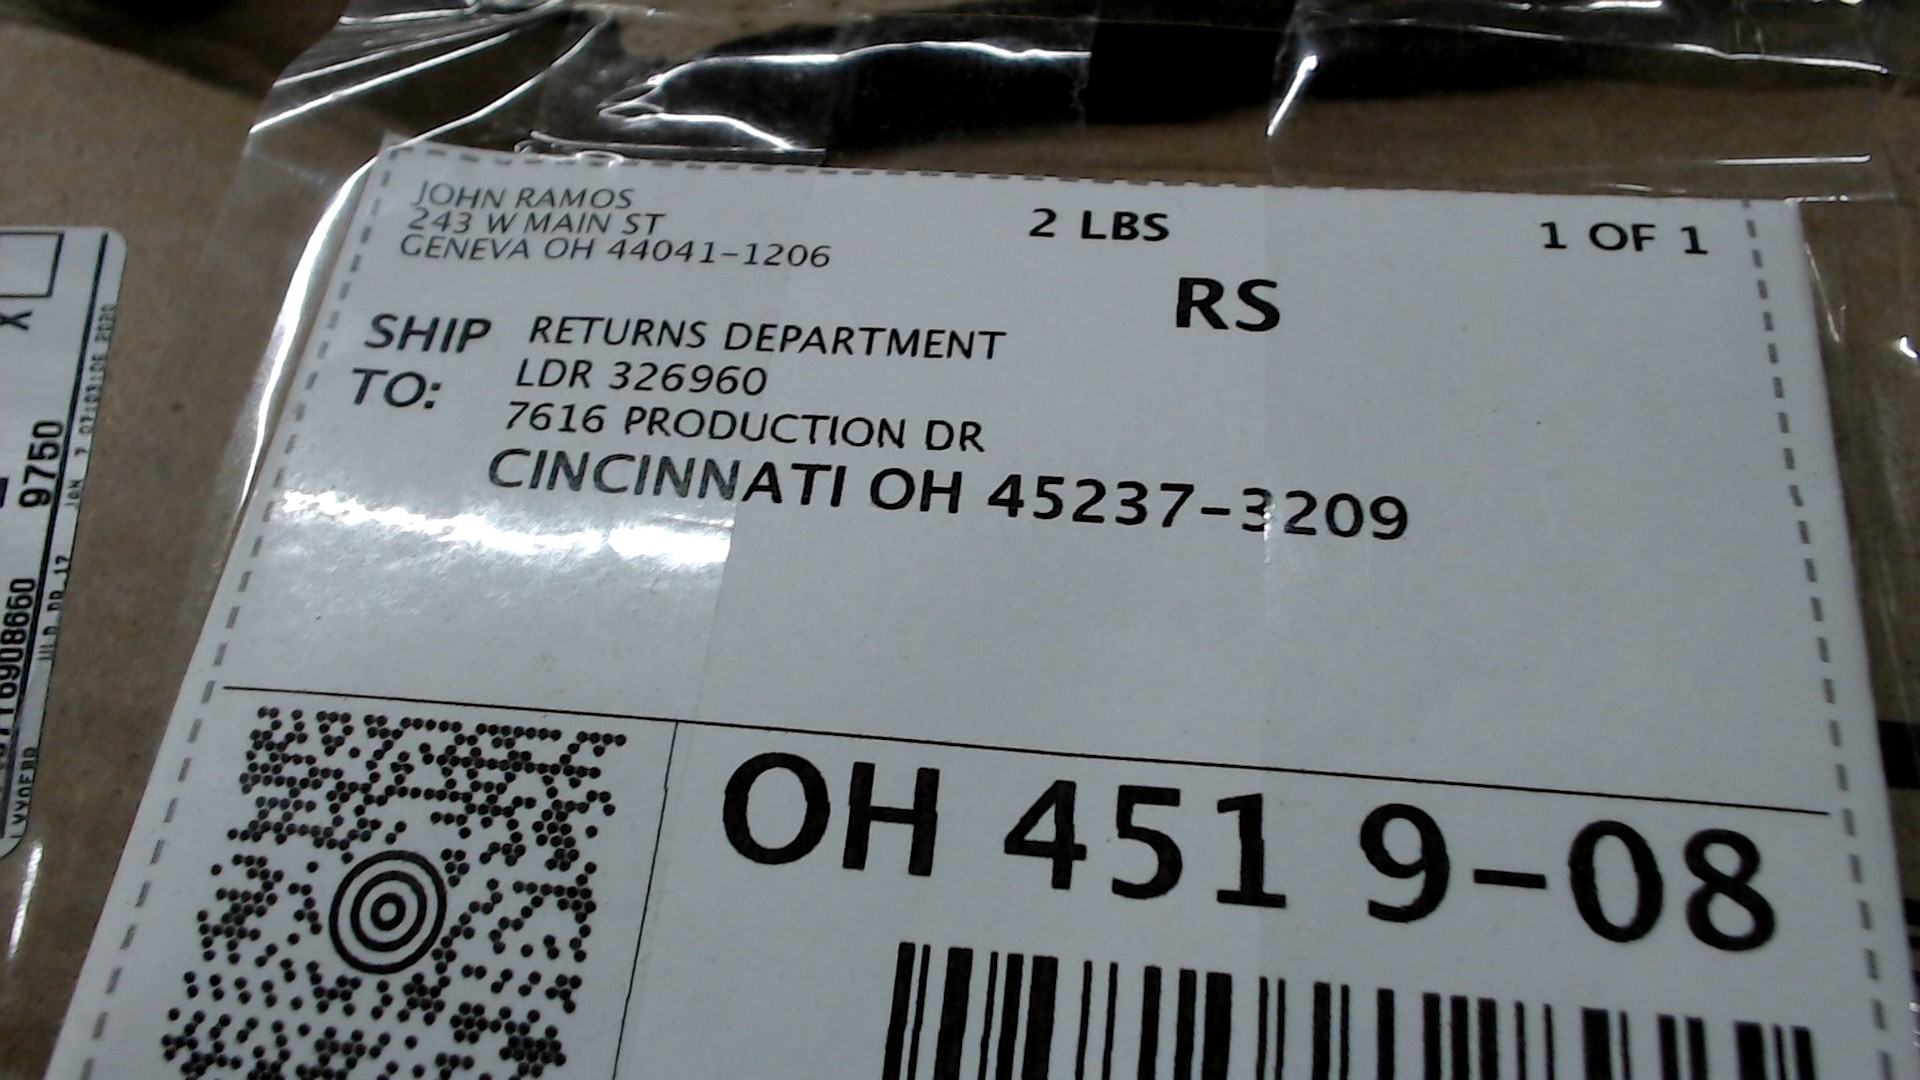 JOHN RAMOS
243 W MAIN ST
GENEVA OH 44041-1206
2 LBS
1 OF 1
RS
SHIP TO:
RETURNS DEPARTMENT
LDR 326960
7616 PRODUCTION DR
CINCINNATI OH 45237-3209
OH 451 9-08
X
9750